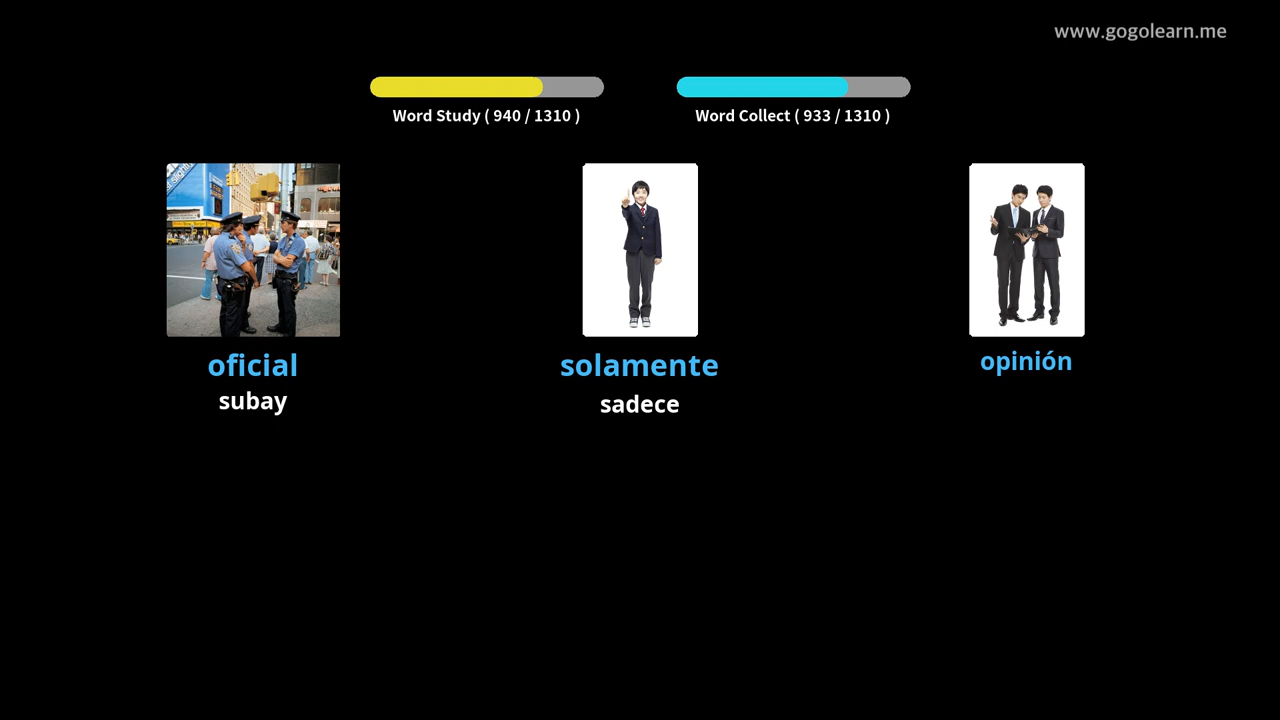 www.gogolearn.me
Word Study ( 940 / 1310 )
Word Collect ( 933 / 1310 )
oficial
subay
solamente
sadece
opinión